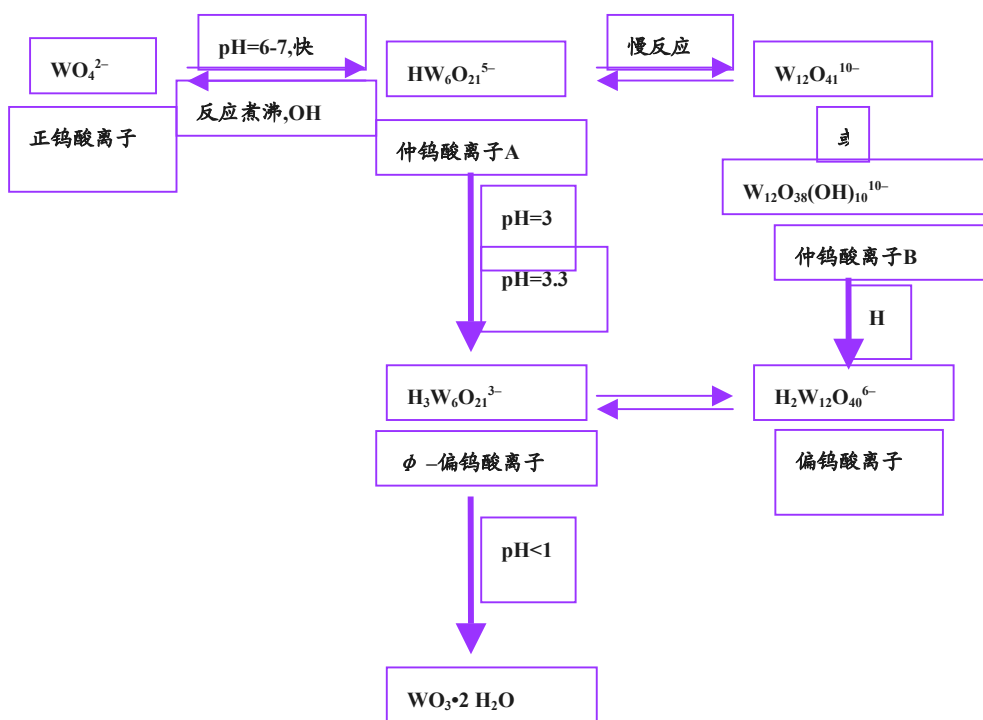 pH=6-7,快
慢反应
WO₄²⁻
HW₆O₂₁⁵⁻
W₁₂O₄₁¹⁰⁻
反应煮沸,OH
正钨酸离子
仲钨酸离子A
W₁₂O₃₈(OH)₁₀¹⁰⁻
pH=3
仲钨酸离子B
pH=3.3
H
H₃W₆O₂₁³⁻
H₂W₁₂O₄₀⁶⁻
ϕ –偏钨酸离子
偏钨酸离子
pH<1
WO₃•2 H₂O